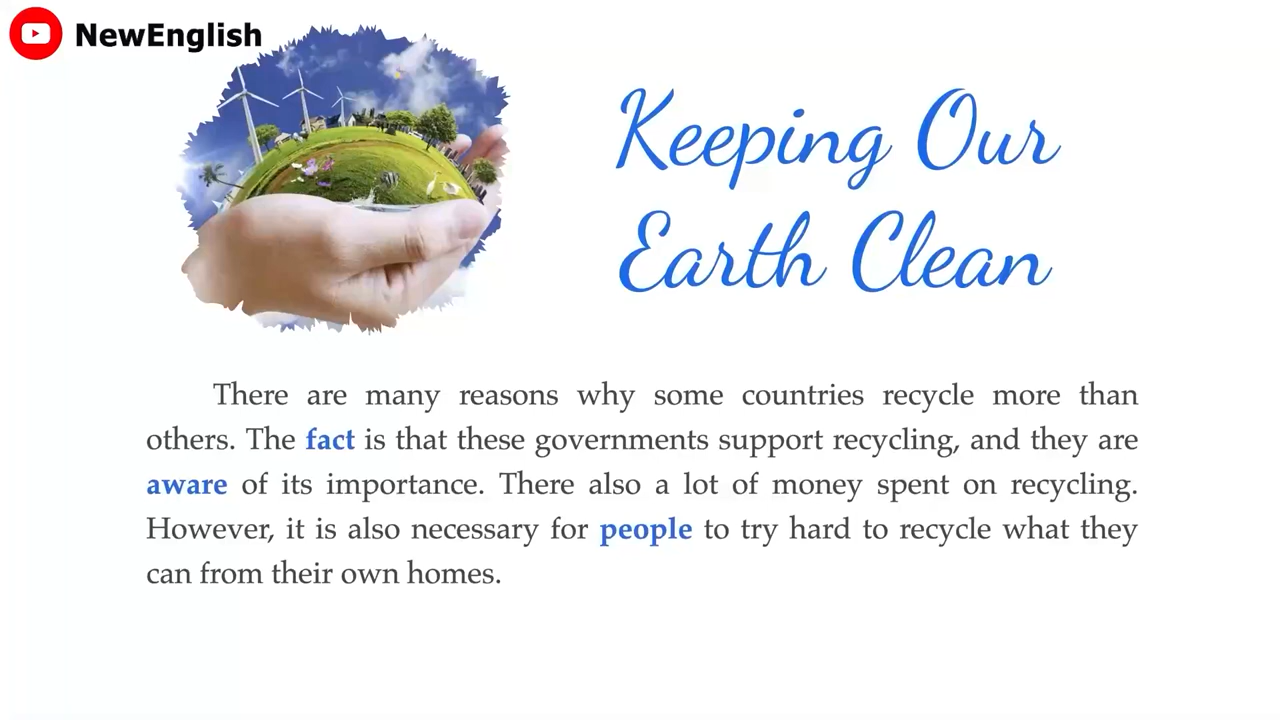 NewEnglish
Keeping Our
Earth Clean
There are many reasons why some countries recycle more than
others. The fact is that these governments support recycling, and they are
aware of its importance. There also a lot of money spent on recycling.
However, it is also necessary for people to try hard to recycle what they
can from their own homes.